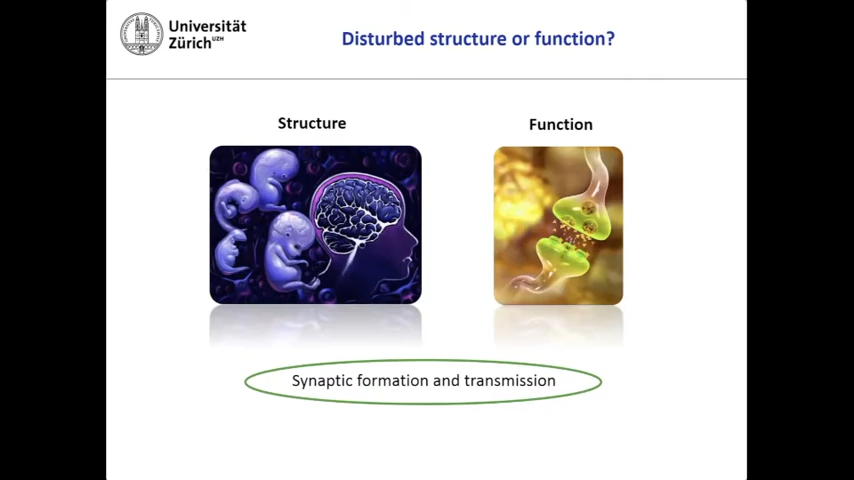 Universität
Zürich UZH
Disturbed structure or function?
Structure
Function
Synaptic formation and transmission